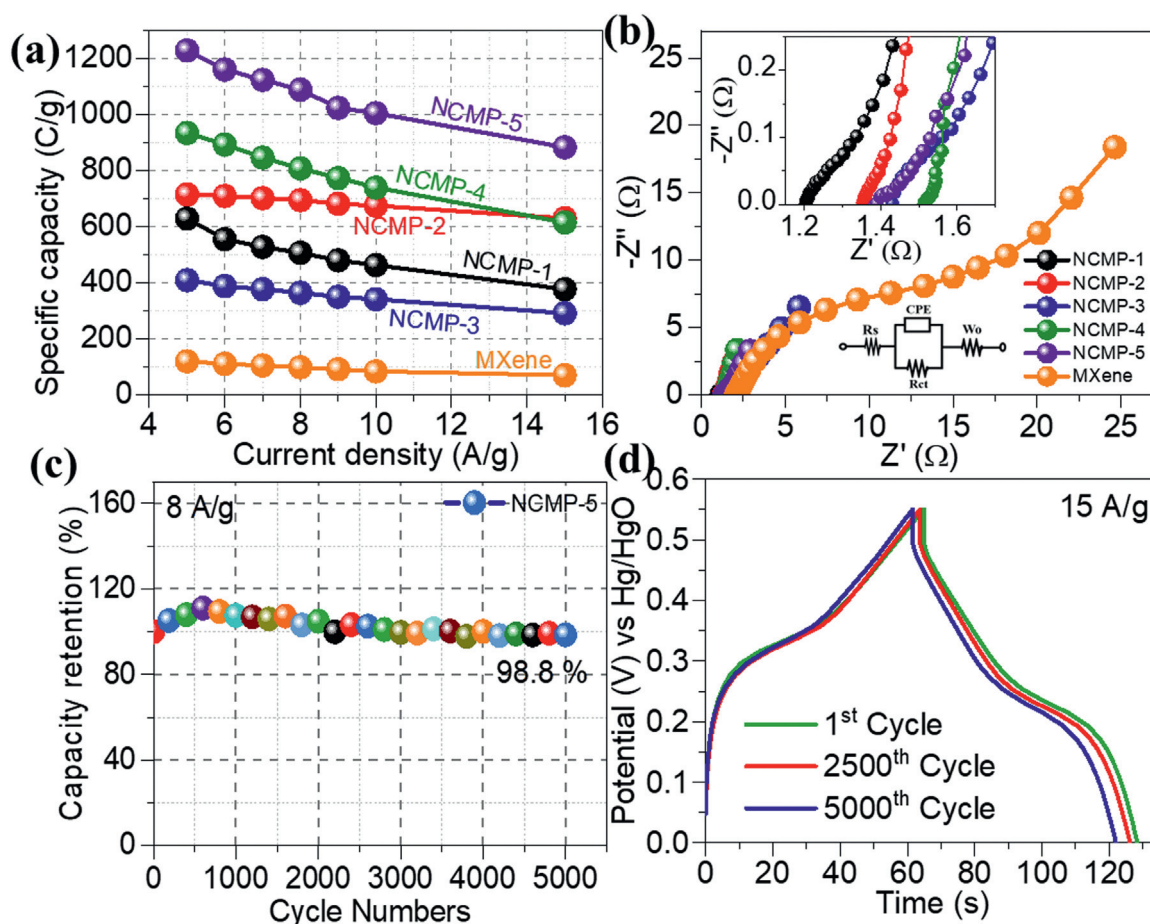 (a)
1200
1000
800
600
400
200
0
Specific capacity (C/g)
NCMP-5
NCMP-4
NCMP-2
NCMP-1
NCMP-3
MXene
4 6 8 10 12 14 16
Current density (A/g)
(b)
25
20
15
10
5
0
-Z'' (Ω)
0.2
0.1
0.0
-Z'' (Ω)
1.2 1.4 1.6
Z' (Ω)
CPE
Rs
Wo
Rct
NCMP-1
NCMP-2
NCMP-3
NCMP-4
NCMP-5
MXene
0 5 10 15 20 25
Z' (Ω)
(c)
160
120
80
40
0
Capacity retention (%)
8 A/g
NCMP-5
98.8 %
0 1000 2000 3000 4000 5000
Cycle Numbers
(d)
0.6
0.5
0.4
0.3
0.2
0.1
0.0
Potential (V) vs Hg/HgO
15 A/g
1st Cycle
2500th Cycle
5000th Cycle
0 20 40 60 80 100 120
Time (s)